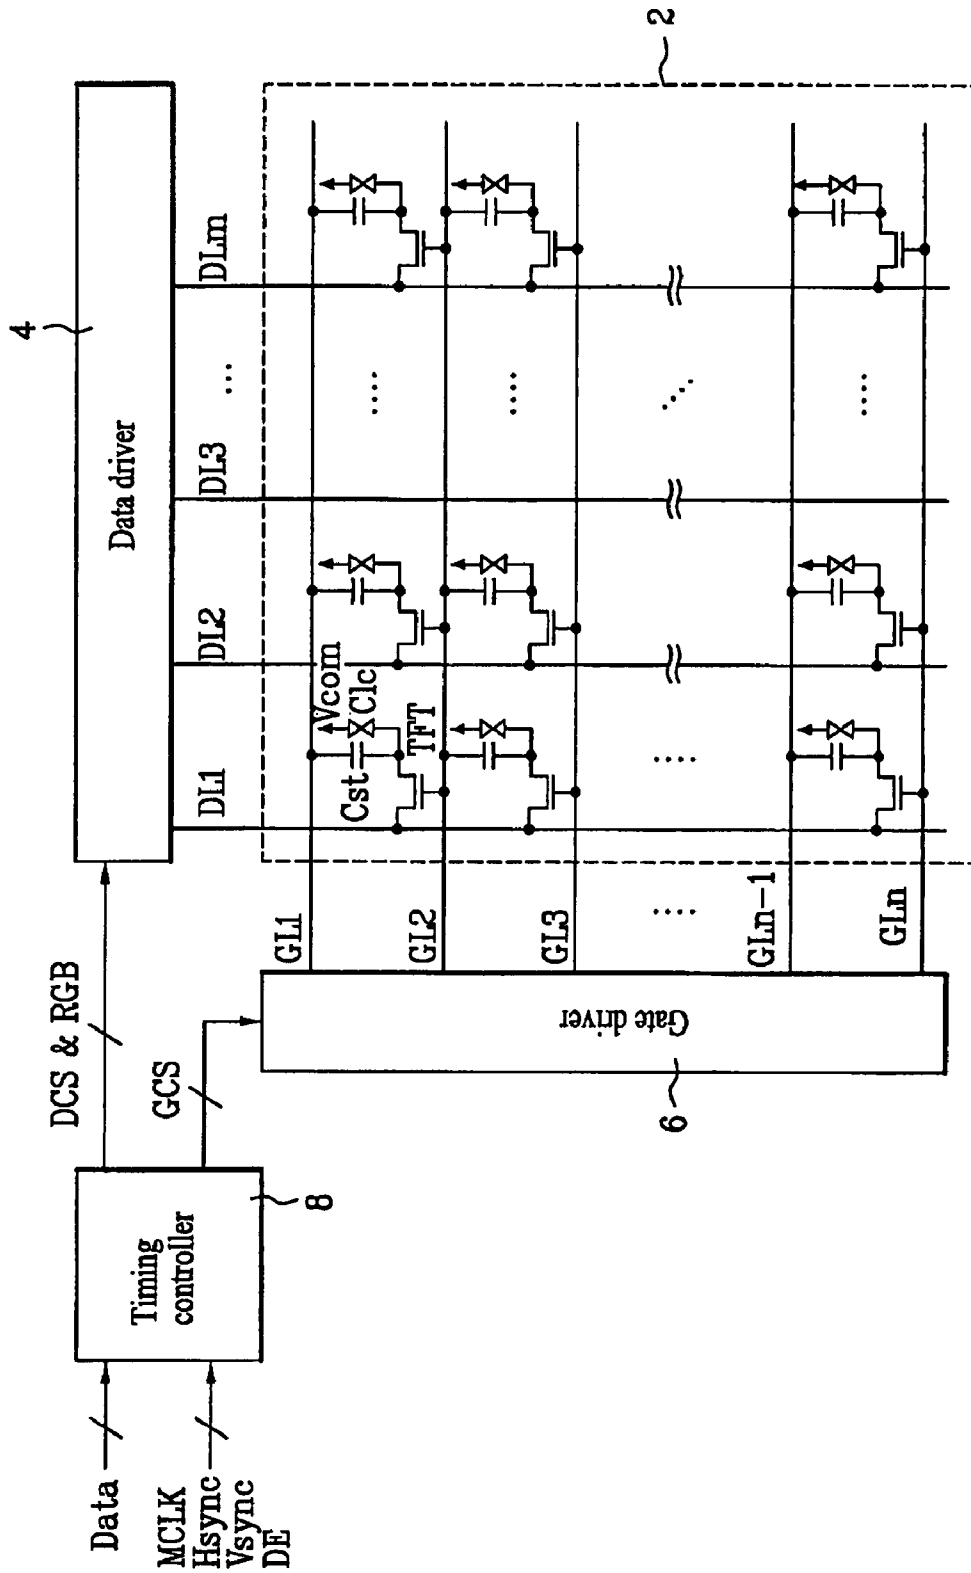 Data
MCLK
Hsync
Vsync
DE
Timing
controller
8
DCS & RGB
GCS
Data driver
4
Gate driver
6
DL1
DL2
DL3
...
DLm
2
GL1
GL2
GL3
....
GLn-1
GLn
Vcom
Clc
Cst
TFT